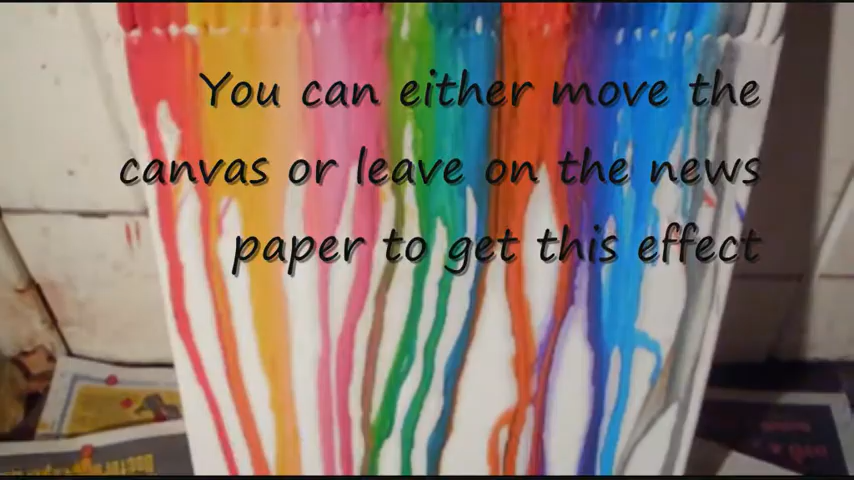 You can either move the
canvas or leave on the news
paper to get this effect